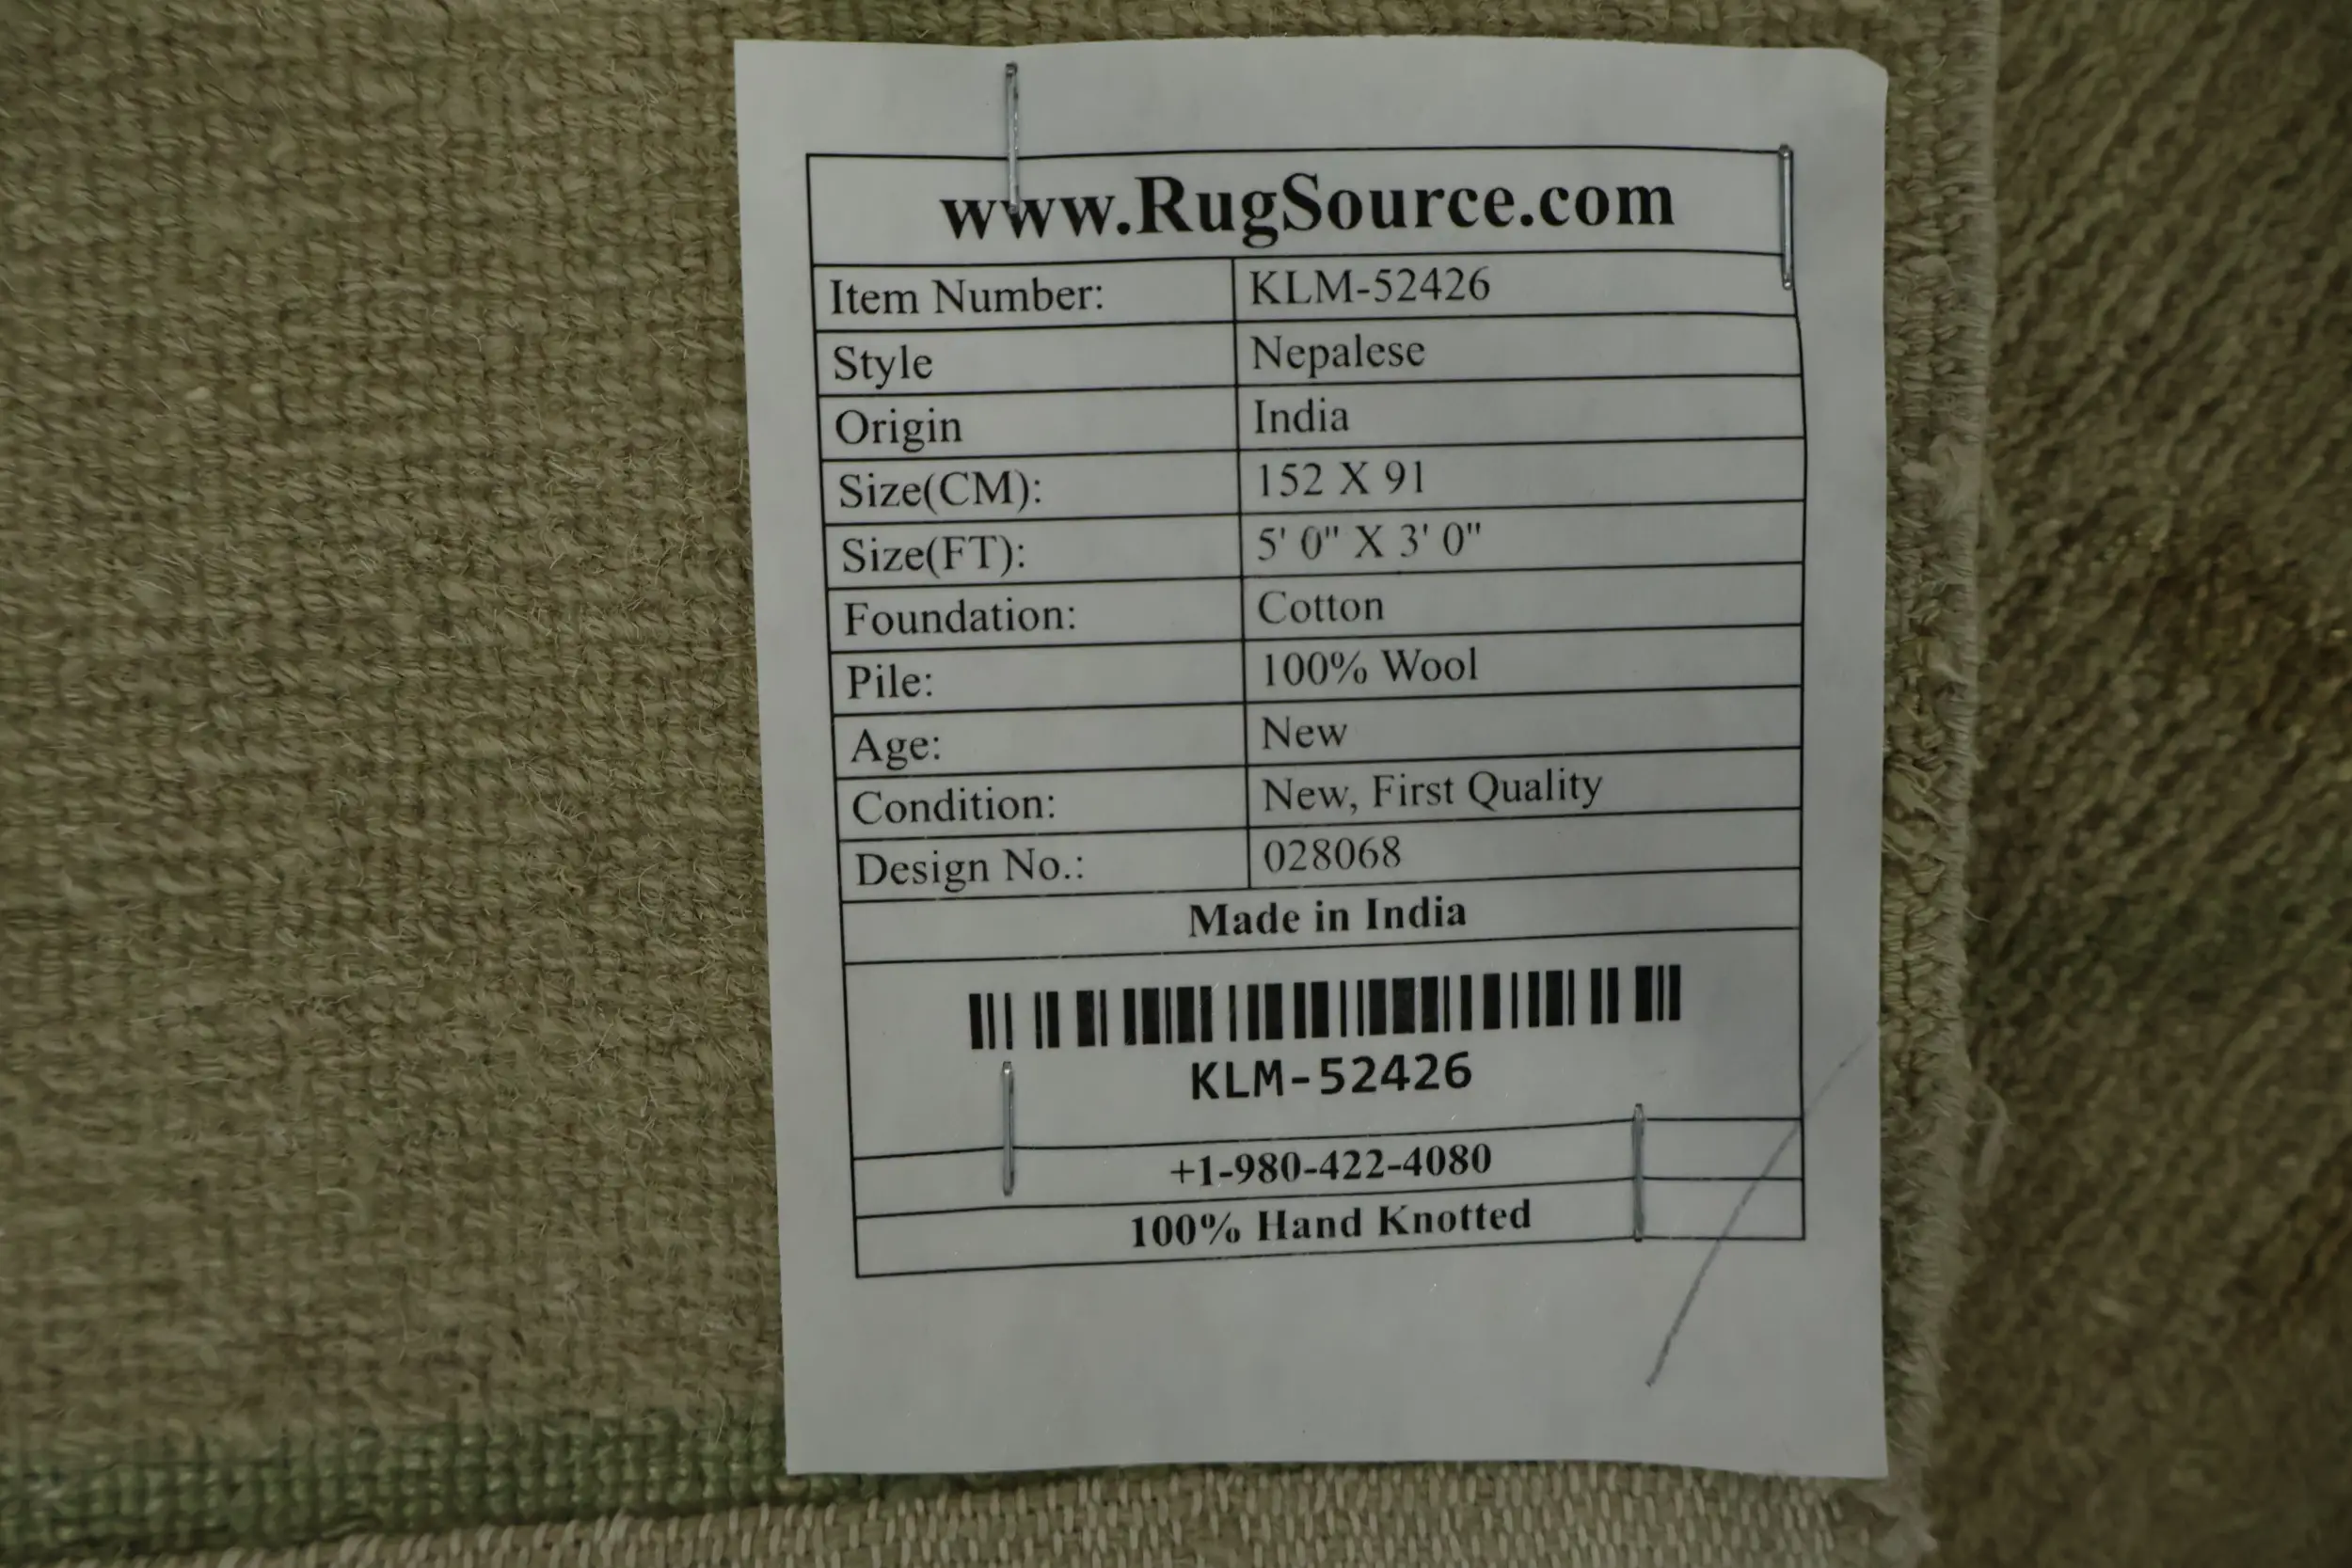 www.RugSource.com
Item Number: KLM-52426
Style Nepalese
Origin India
Size(CM): 152 X 91
Size(FT): 5' 0" X 3' 0"
Foundation: Cotton
Pile: 100% Wool
Age: New
Condition: New, First Quality
Design No.: 028068
Made in India
KLM-52426
+1-980-422-4080
100% Hand Knotted